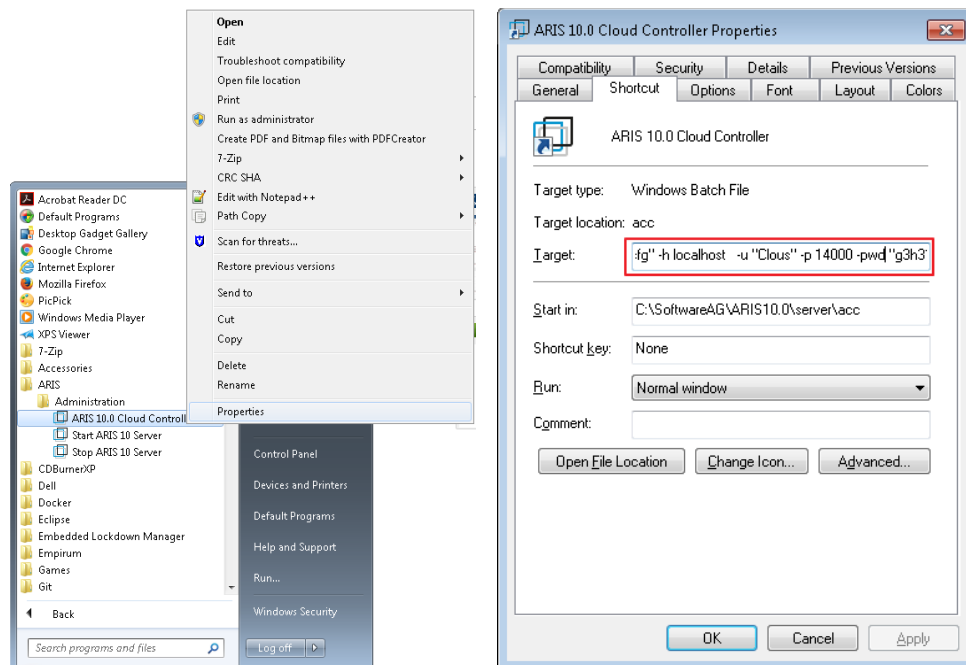 Open
Edit
Troubleshoot compatibility
Open file location
Print
Run as administrator
Create PDF and Bitmap files with PDFCreator
7-Zip
CRC SHA
Edit with Notepad++
Path Copy
Scan for threats...
Restore previous versions
Send to
Cut
Copy
Delete
Rename
Properties
Acrobat Reader DC
Default Programs
Desktop Gadget Gallery
Google Chrome
Internet Explorer
Mozilla Firefox
PicPick
Windows Media Player
XPS Viewer
7-Zip
Accessories
ARIS
Administration
ARIS 10.0 Cloud Controll
Start ARIS 10 Server
Stop ARIS 10 Server
CDBurnerXP
Dell
Docker
Eclipse
Embedded Lockdown Manager
Empirum
Games
Git
Back
Search programs and files
Control Panel
Devices and Printers
Default Programs
Help and Support
Run...
Windows Security
Log off
ARIS 10.0 Cloud Controller Properties
Compatibility Security Details Previous Versions
General Shortcut Options Font Layout Colors
ARIS 10.0 Cloud Controller
Target type: Windows Batch File
Target location: acc
Target: fg" -h localhost -u "Clous" -p 14000 -pwd "g3h3
Start in: C:\SoftwareAG\ARIS10.0\server\acc
Shortcut key: None
Run: Normal window
Comment:
Open File Location Change Icon... Advanced...
OK Cancel Apply